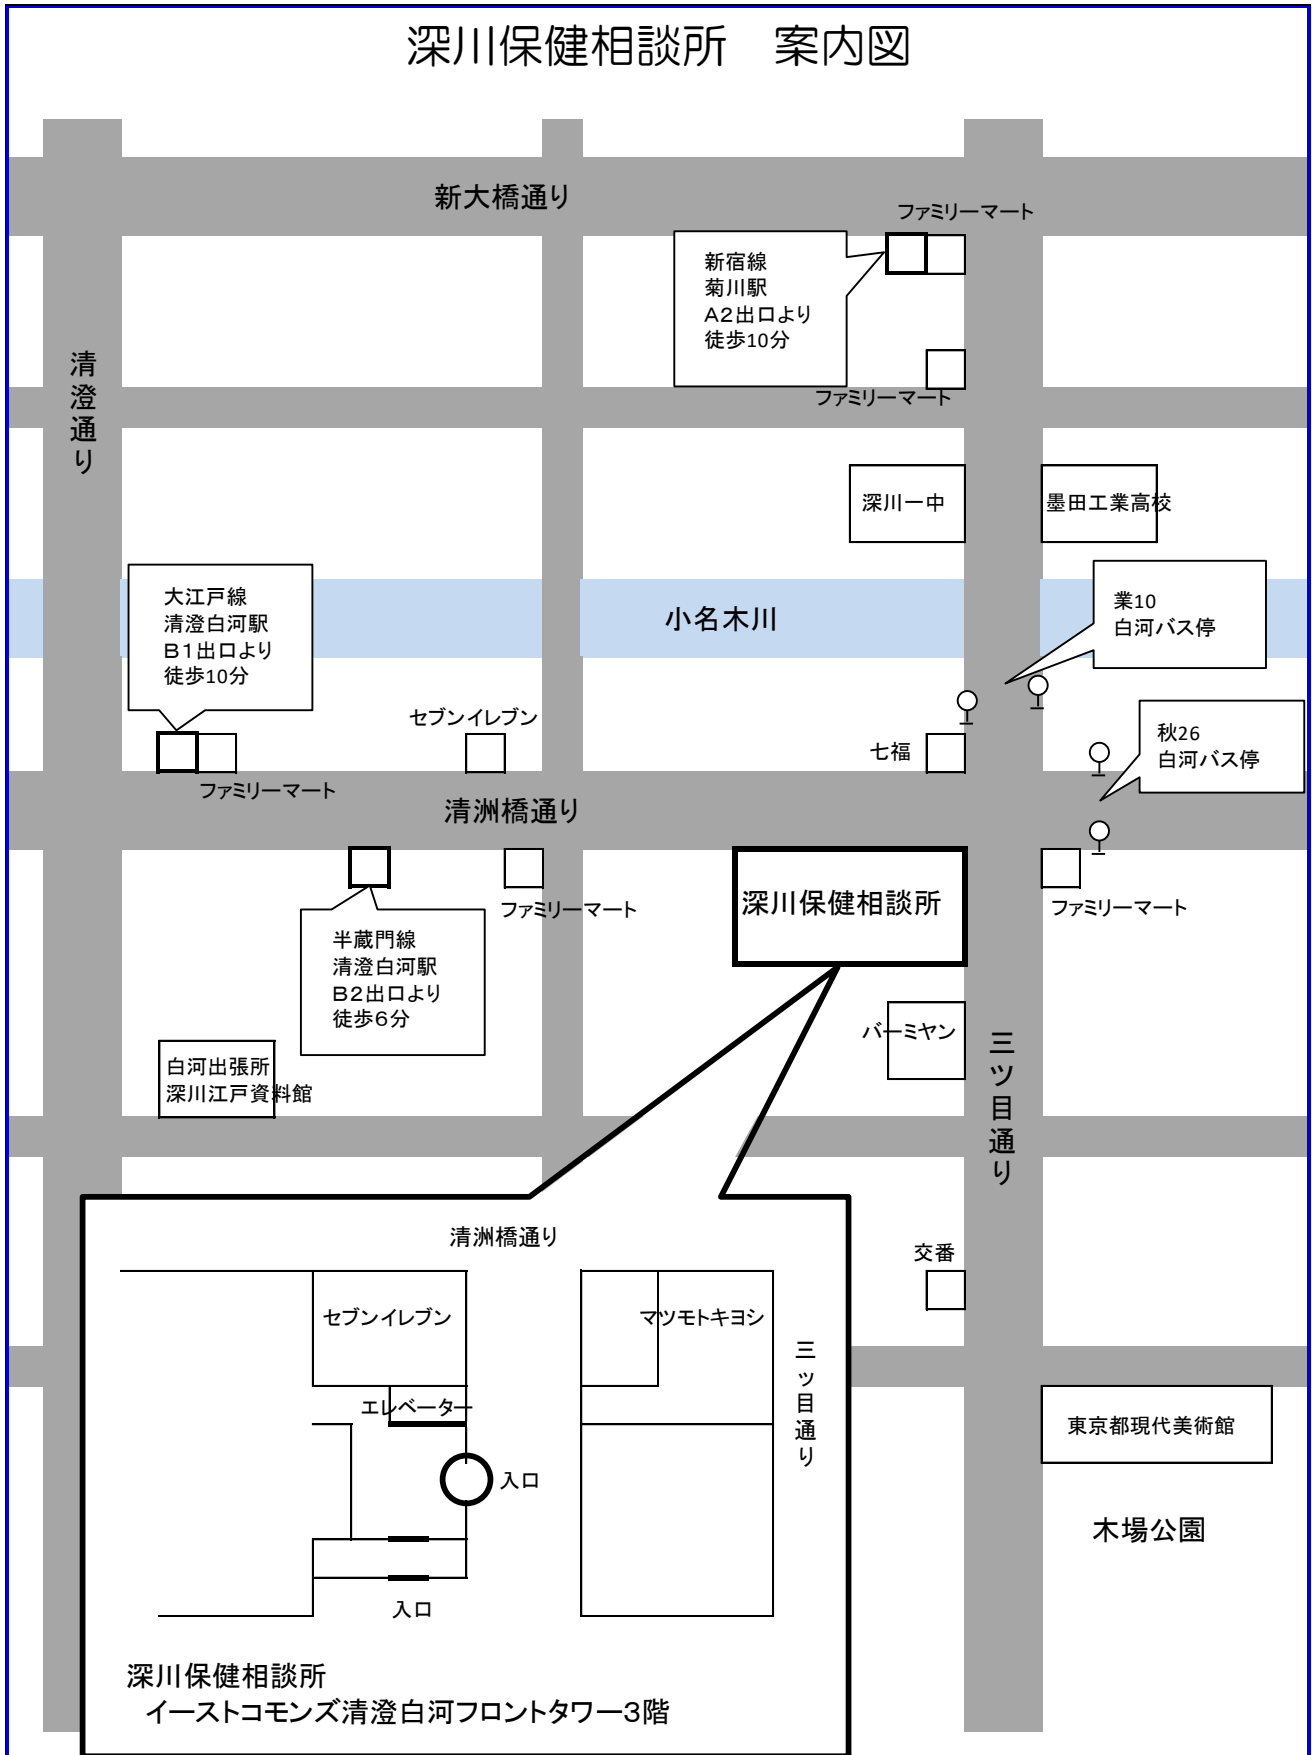 深川保健相談所　案内図
新大橋通り
ファミリーマート
新宿線
菊川駅
A2出口より
徒歩10分
清澄通り
ファミリーマート
深川一中
墨田工業高校
大江戸線
清澄白河駅
B1出口より
徒歩10分
小名木川
業10
白河バス停
セブンイレブン
七福
秋26
白河バス停
ファミリーマート
清洲橋通り
深川保健相談所
ファミリーマート
ファミリーマート
半蔵門線
清澄白河駅
B2出口より
徒歩6分
バーミヤン
三ツ目通り
白河出張所
深川江戸資料館
清洲橋通り
交番
セブンイレブン
マツモトキヨシ
三ッ目通り
エレベーター
東京都現代美術館
入口
木場公園
入口
深川保健相談所
イーストコモンズ清澄白河フロントタワー3階